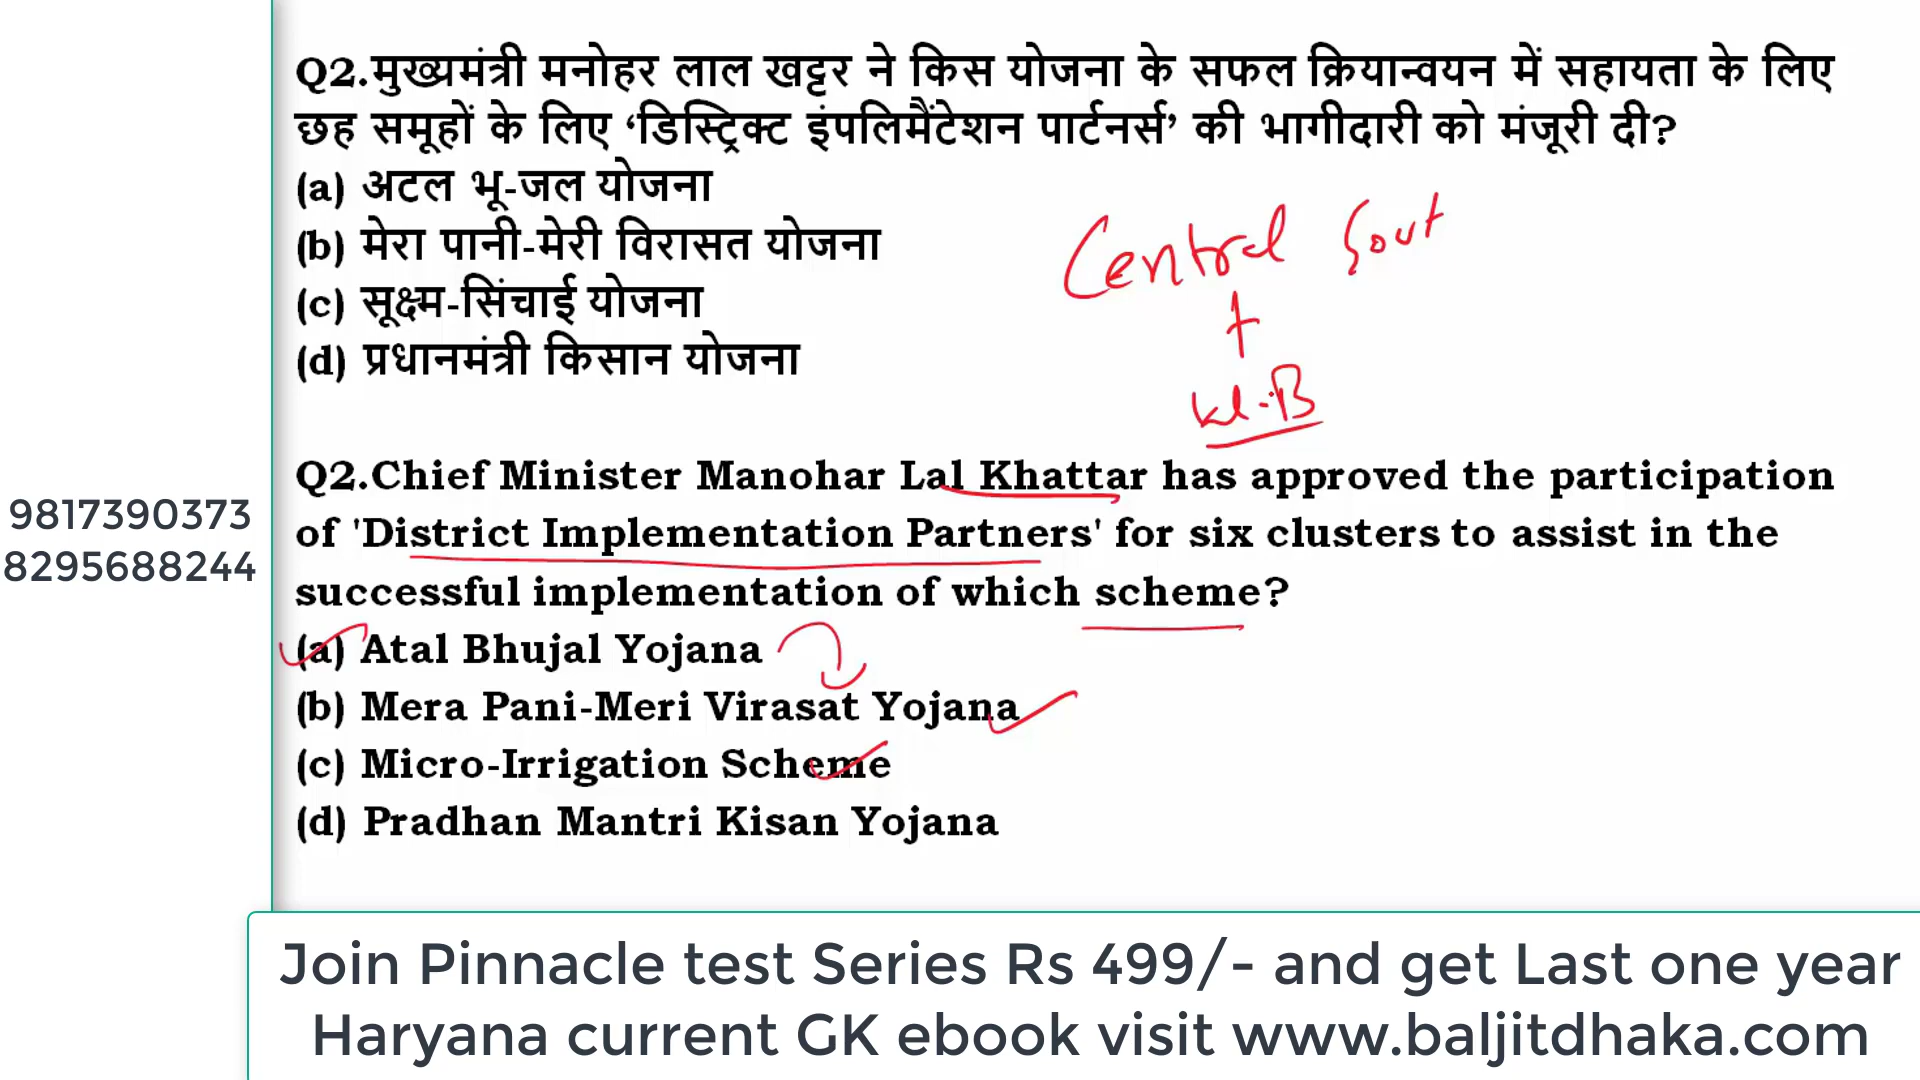 Q2.मुख्यमंत्री मनोहर लाल खट्टर ने किस योजना के सफल क्रियान्वयन में सहायता के लिए
छह समूहों के लिए ‘डिस्ट्रिक्ट इंपलिमैंटेशन पार्टनर्स’ की भागीदारी को मंजूरी दी?
(a) अटल भू-जल योजना
(b) मेरा पानी-मेरी विरासत योजना
(c) सूक्ष्म-सिंचाई योजना
(d) प्रधानमंत्री किसान योजना
Central Govt
+
W.B
Q2.Chief Minister Manohar Lal Khattar has approved the participation
of 'District Implementation Partners' for six clusters to assist in the
successful implementation of which scheme?
(a) Atal Bhujal Yojana
(b) Mera Pani-Meri Virasat Yojana
(c) Micro-Irrigation Scheme
(d) Pradhan Mantri Kisan Yojana
9817390373
8295688244
Join Pinnacle test Series Rs 499/- and get Last one year
Haryana current GK ebook visit www.baljitdhaka.com